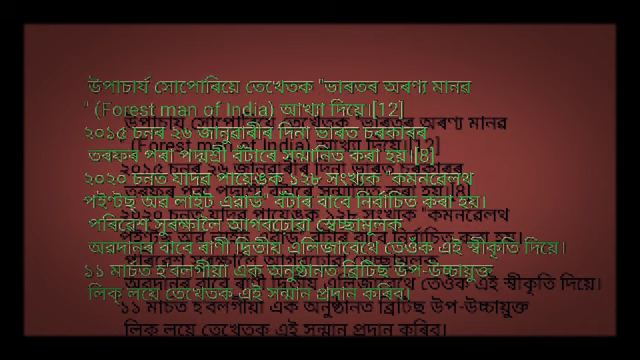 উপাচাৰ্য সোপোৰিয়ে তেখেতক "ভাৰতৰ অৰণ্য মানৱ
" (Forest man of India) আখ্যা দিয়ে।[12]
২০১৫ চনৰ ২৬ জানুৱাৰীৰ দিনা ভাৰত চৰকাৰৰ
তৰফৰ পৰা পদ্মশ্ৰী বঁটাৰে সন্মানিত কৰা হয়।[8]
২০২০ চনত যাদৱ পায়েঙক ১২৮ সংখ্যক "কমনৱেলথ
পইণ্টছ্ অৱ লাইট এৱাৰ্ড" বঁটাৰ বাবে নিৰ্বাচিত কৰা হয়।
পৰিৱেশ সুৰক্ষালৈ আগবঢ়োৱা স্বেচ্ছামূলক
অৱদানৰ বাবে ৰাণী দ্বিতীয় এলিজাবেথে তেওঁক এই স্বীকৃতি দিয়ে।
১১ মাৰ্চত হ'বলগীয়া এক অনুষ্ঠানত ব্ৰিটিছ উপ-উচ্চায়ুক্ত
লিক্ লয়ে তেখেতক এই সন্মান প্ৰদান কৰিব।